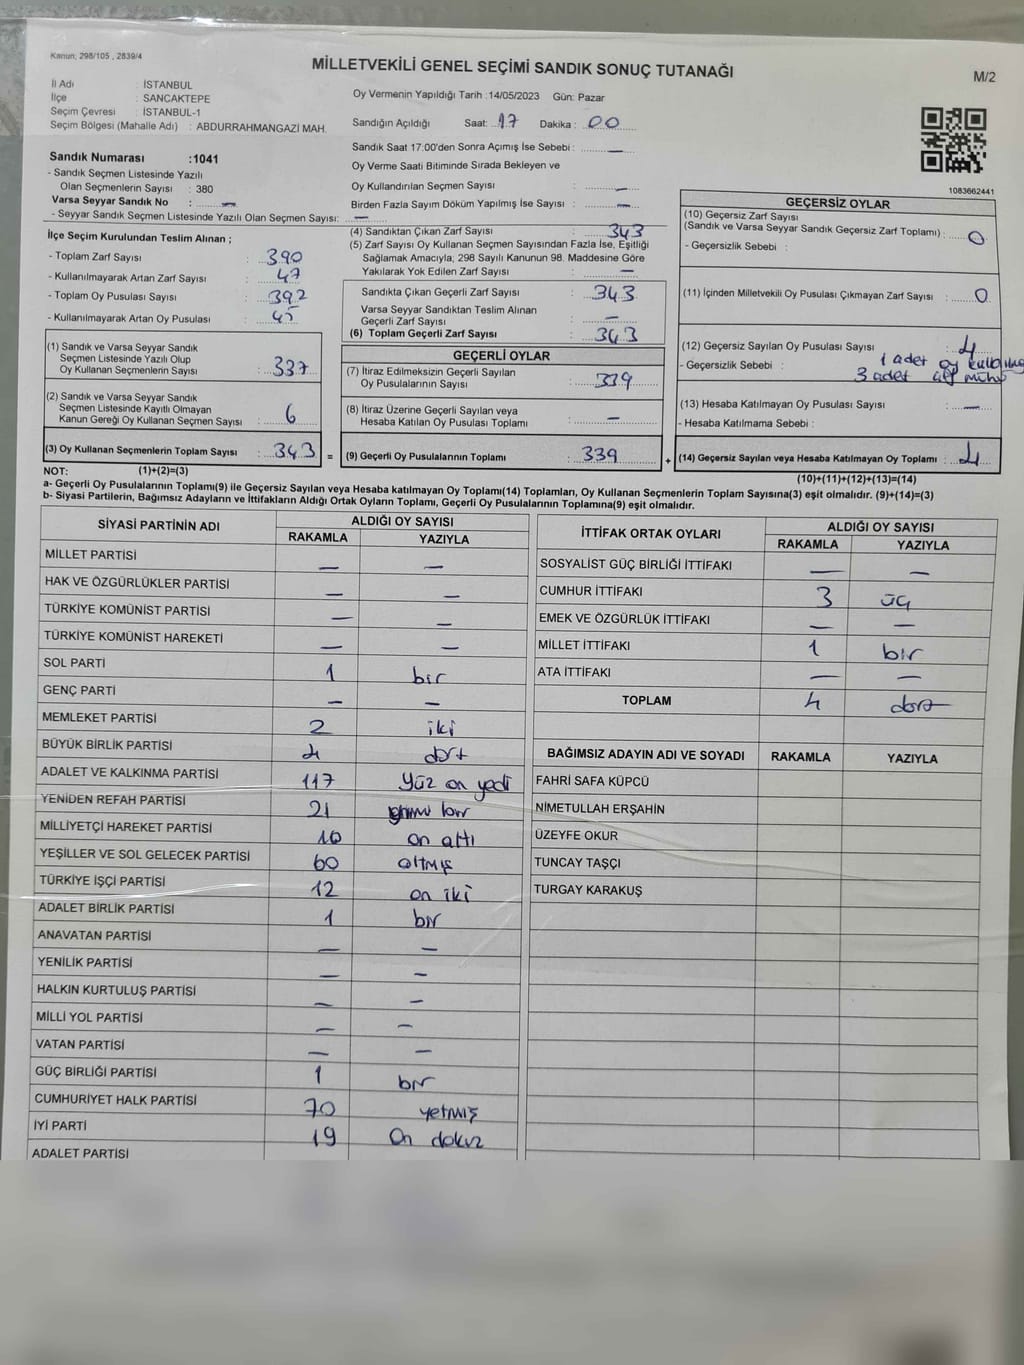 Kanun; 298/105 , 2839/4
MİLLETVEKİLİ GENEL SEÇİMİ SANDIK SONUÇ TUTANAĞI
M/2
İl Adı : İSTANBUL
İlçe : SANCAKTEPE
Seçim Çevresi : İSTANBUL-1
Seçim Bölgesi (Mahalle Adı) : ABDURRAHMANGAZİ MAH.
Oy Vermenin Yapıldığı Tarih :14/05/2023 Gün: Pazar
Sandığın Açıldığı Saat: 17 Dakika : 00
Sandık Saat 17:00'den Sonra Açımış İse Sebebi : —
Oy Verme Saati Bitiminde Sırada Bekleyen ve
Oy Kullandırılan Seçmen Sayısı : —
Birden Fazla Sayım Döküm Yapılmış İse Sayısı : —
Sandık Numarası :1041
- Sandık Seçmen Listesinde Yazılı
Olan Seçmenlerin Sayısı : 380
Varsa Seyyar Sandık No : —
- Seyyar Sandık Seçmen Listesinde Yazılı Olan Seçmen Sayısı: —
1083662441
İlçe Seçim Kurulundan Teslim Alınan ;
- Toplam Zarf Sayısı : 390
- Kullanılmayarak Artan Zarf Sayısı : 47
- Toplam Oy Pusulası Sayısı : 392
- Kullanılmayarak Artan Oy Pusulası : 45
(1) Sandık ve Varsa Seyyar Sandık
Seçmen Listesinde Yazılı Olup
Oy Kullanan Seçmenlerin Sayısı : 337
(2) Sandık ve Varsa Seyyar Sandık
Seçmen Listesinde Kayıtlı Olmayan
Kanun Gereği Oy Kullanan Seçmen Sayısı : 6
(3) Oy Kullanan Seçmenlerin Toplam Sayısı : 343 =
NOT: (1)+(2)=(3)
(4) Sandıktan Çıkan Zarf Sayısı : 343
(5) Zarf Sayısı Oy Kullanan Seçmen Sayısından Fazla İse, Eşitliği
Sağlamak Amacıyla, 298 Sayılı Kanunun 98. Maddesine Göre
Yakılarak Yok Edilen Zarf Sayısı : —
Sandıkta Çıkan Geçerli Zarf Sayısı : 343
Varsa Seyyar Sandıktan Teslim Alınan
Geçerli Zarf Sayısı : —
(6) Toplam Geçerli Zarf Sayısı : 343
GEÇERLİ OYLAR
(7) İtiraz Edilmeksizin Geçerli Sayılan
Oy Pusulalarının Sayısı : 339
(8) İtiraz Üzerine Geçerli Sayılan veya
Hesaba Katılan Oy Pusulası Toplamı : —
(9) Geçerli Oy Pusulalarının Toplamı : 339 +
GEÇERSİZ OYLAR
(10) Geçersiz Zarf Sayısı
(Sandık ve Varsa Seyyar Sandık Geçersiz Zarf Toplamı) : 0
- Geçersizlik Sebebi :
(11) İçinden Milletvekili Oy Pusulası Çıkmayan Zarf Sayısı : 0
(12) Geçersiz Sayılan Oy Pusulası Sayısı : 4
- Geçersizlik Sebebi : 1 adet oy
3 adet
(13) Hesaba Katılmayan Oy Pusulası Sayısı : —
- Hesaba Katılmama Sebebi :
(14) Geçersiz Sayılan veya Hesaba Katılmayan Oy Toplamı : 4
(10)+(11)+(12)+(13)=(14)
a- Geçerli Oy Pusulalarının Toplamı(9) ile Geçersiz Sayılan veya Hesaba katılmayan Oy Toplamı(14) Toplamları, Oy Kullanan Seçmenlerin Toplam Sayısına(3) eşit olmalıdır. (9)+(14)=(3)
b- Siyasi Partilerin, Bağımsız Adayların ve İttifakların Aldığı Ortak Oyların Toplamı, Geçerli Oy Pusulalarının Toplamına(9) eşit olmalıdır.
SİYASİ PARTİNİN ADI ALDIĞI OY SAYISI
RAKAMLA YAZIYLA
MİLLET PARTİSİ — —
HAK VE ÖZGÜRLÜKLER PARTİSİ — —
TÜRKİYE KOMÜNİST PARTİSİ — —
TÜRKİYE KOMÜNİST HAREKETİ — —
SOL PARTİ 1 bir
GENÇ PARTİ — —
MEMLEKET PARTİSİ 2 iki
BÜYÜK BİRLİK PARTİSİ 4 dört
ADALET VE KALKINMA PARTİSİ 117 Yüz on yedi
YENİDEN REFAH PARTİSİ 21 yirmi bir
MİLLİYETÇİ HAREKET PARTİSİ 16 on altı
YEŞİLLER VE SOL GELECEK PARTİSİ 60 altmış
TÜRKİYE İŞÇİ PARTİSİ 12 on iki
ADALET BİRLİK PARTİSİ 1 bir
ANAVATAN PARTİSİ — —
YENİLİK PARTİSİ — —
HALKIN KURTULUŞ PARTİSİ — —
MİLLİ YOL PARTİSİ — —
VATAN PARTİSİ — —
GÜÇ BİRLİĞİ PARTİSİ 1 bir
CUMHURİYET HALK PARTİSİ 70 yetmiş
İYİ PARTİ 19 On dokuz
ADALET PARTİSİ
İTTİFAK ORTAK OYLARI ALDIĞI OY SAYISI
RAKAMLA YAZIYLA
SOSYALİST GÜÇ BİRLİĞİ İTTİFAKI — —
CUMHUR İTTİFAKI 3 üç
EMEK VE ÖZGÜRLÜK İTTİFAKI — —
MİLLET İTTİFAKI 1 bir
ATA İTTİFAKI — —
TOPLAM 4 dört
BAĞIMSIZ ADAYIN ADI VE SOYADI RAKAMLA YAZIYLA
FAHRİ SAFA KÜPCÜ
NİMETULLAH ERŞAHİN
ÜZEYFE OKUR
TUNCAY TAŞÇI
TURGAY KARAKUŞ